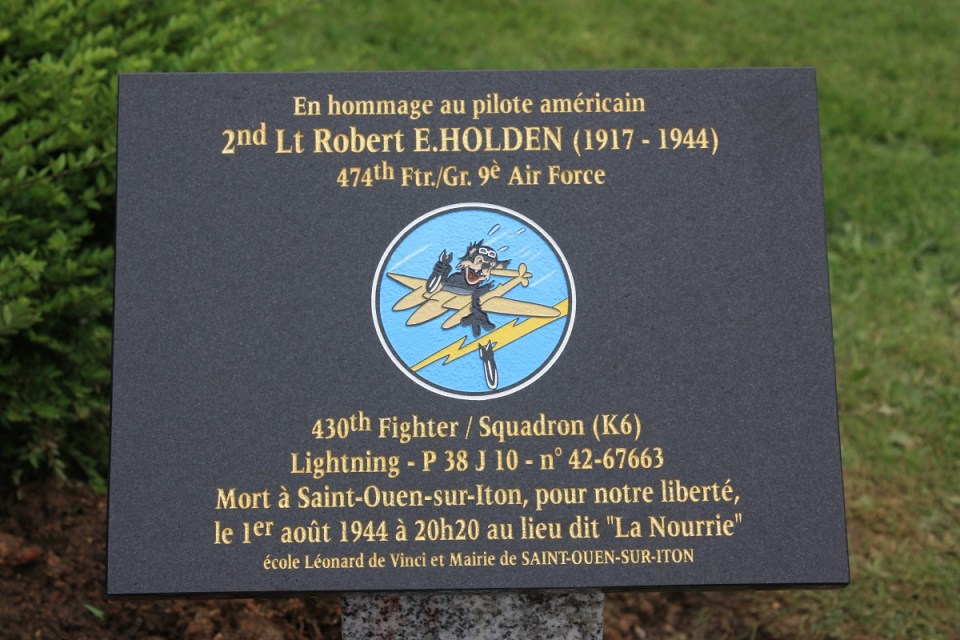 En hommage au pilote américain
2nd Lt Robert E.HOLDEN (1917 - 1944)
474th Ftr./Gr. 9è Air Force
430th Fighter / Squadron (K6)
Lightning - P 38 J 10 - n° 42-67663
Mort à Saint-Ouen-sur-Iton, pour notre liberté,
le 1er août 1944 à 20h20 au lieu dit "La Nourrie"
école Léonard de Vinci et Mairie de SAINT-OUEN-SUR-ITON